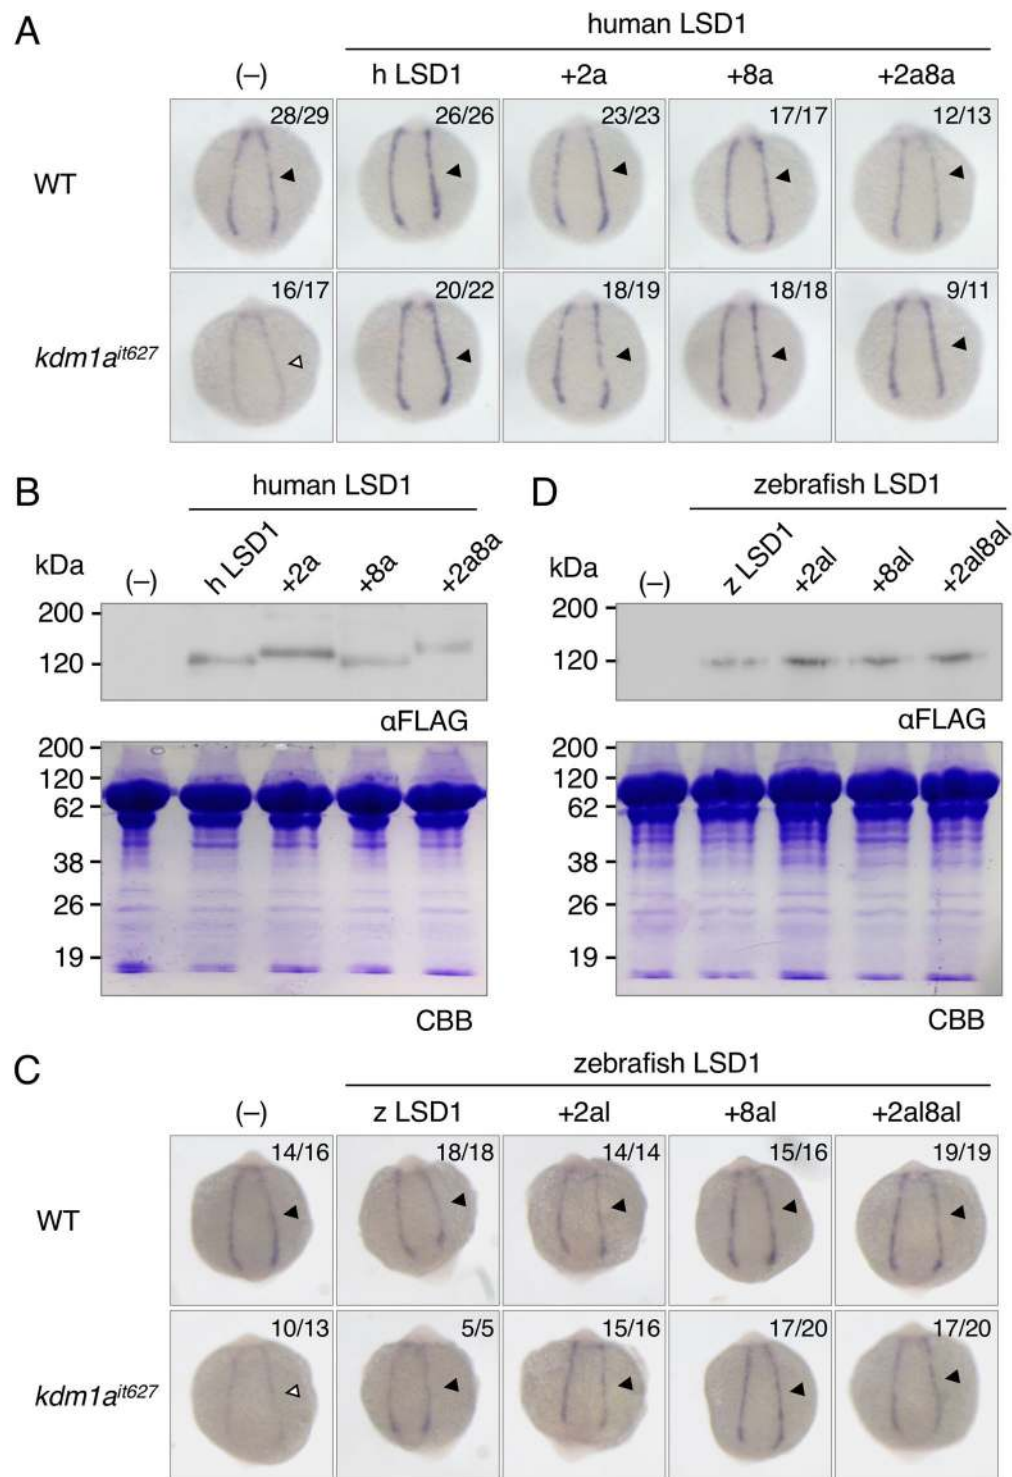 A
human LSD1
(–) h LSD1 +2a +8a +2a8a
WT 28/29 26/26 23/23 17/17 12/13
kdm1a^it627 16/17 20/22 18/19 18/18 9/11
B
human LSD1
kDa (–) h LSD1 +2a +8a +2a8a
200
120
αFLAG
200
120
62
38
26
19
CBB
D
zebrafish LSD1
kDa (–) z LSD1 +2al +8al +2al8al
200
120
αFLAG
200
120
62
38
26
19
CBB
C
zebrafish LSD1
(–) z LSD1 +2al +8al +2al8al
WT 14/16 18/18 14/14 15/16 19/19
kdm1a^it627 10/13 5/5 15/16 17/20 17/20